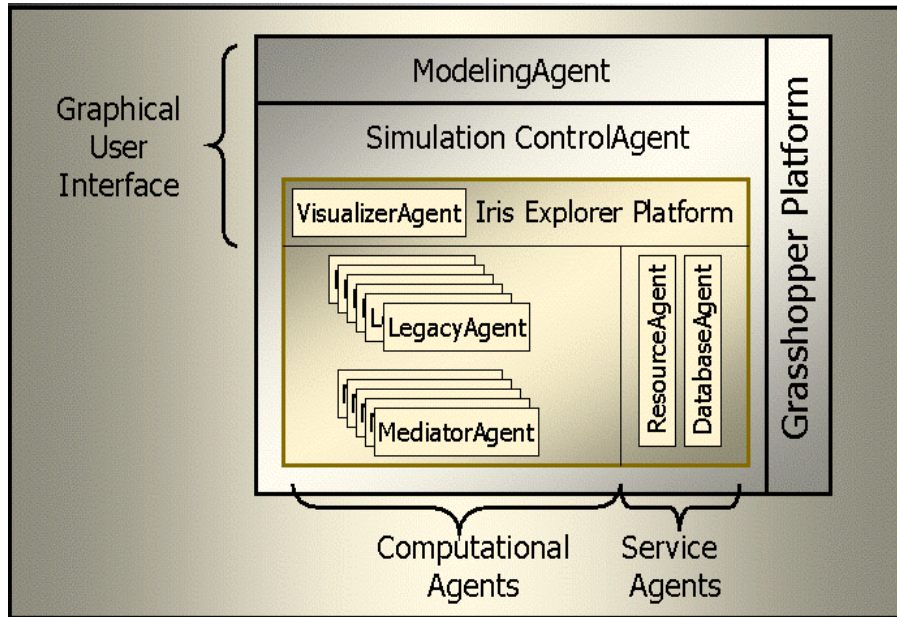 ModelingAgent
Graphical
User
Interface
Simulation ControlAgent
VisualizerAgent
Iris Explorer Platform
LegacyAgent
MediatorAgent
ResourceAgent
DatabaseAgent
Grasshopper Platform
Computational
Agents
Service
Agents